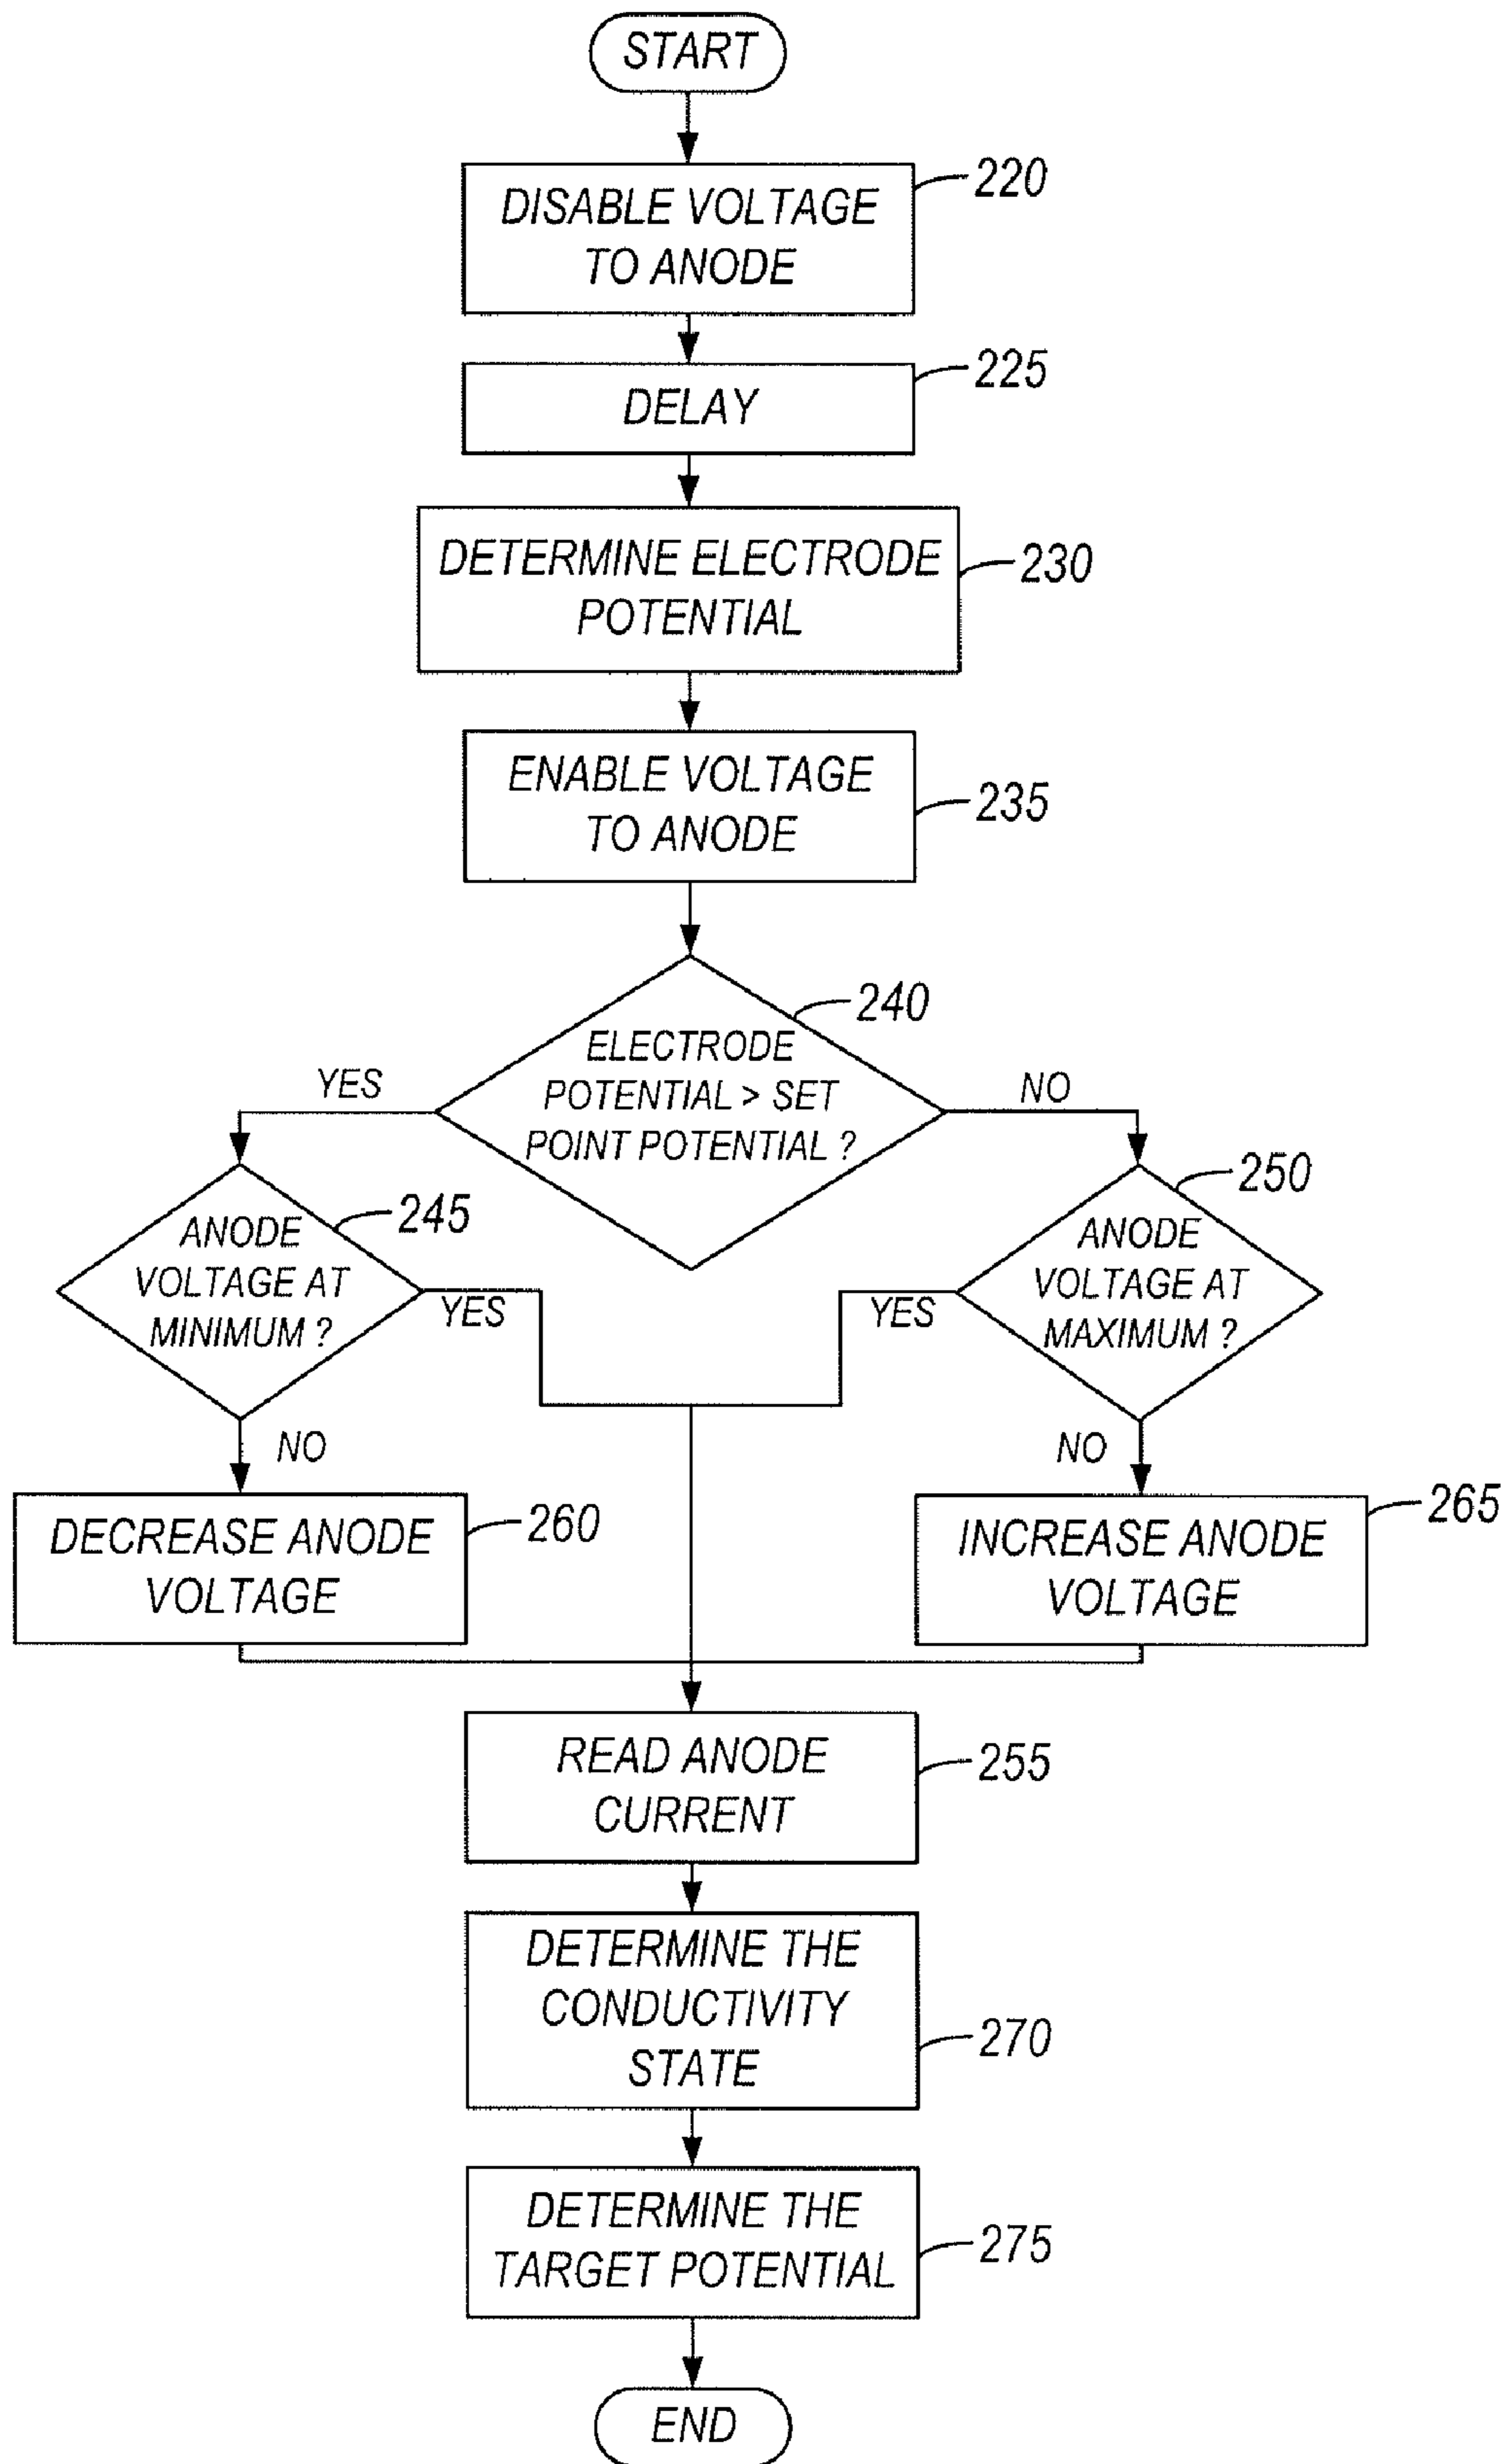 START
DISABLE VOLTAGE
TO ANODE
220
DELAY
225
DETERMINE ELECTRODE
POTENTIAL
230
ENABLE VOLTAGE
TO ANODE
235
ELECTRODE
POTENTIAL > SET
POINT POTENTIAL ?
240
YES
NO
ANODE
VOLTAGE AT
MINIMUM ?
245
YES
NO
ANODE
VOLTAGE AT
MAXIMUM ?
250
YES
NO
DECREASE ANODE
VOLTAGE
260
INCREASE ANODE
VOLTAGE
265
READ ANODE
CURRENT
255
DETERMINE THE
CONDUCTIVITY
STATE
270
DETERMINE THE
TARGET POTENTIAL
275
END